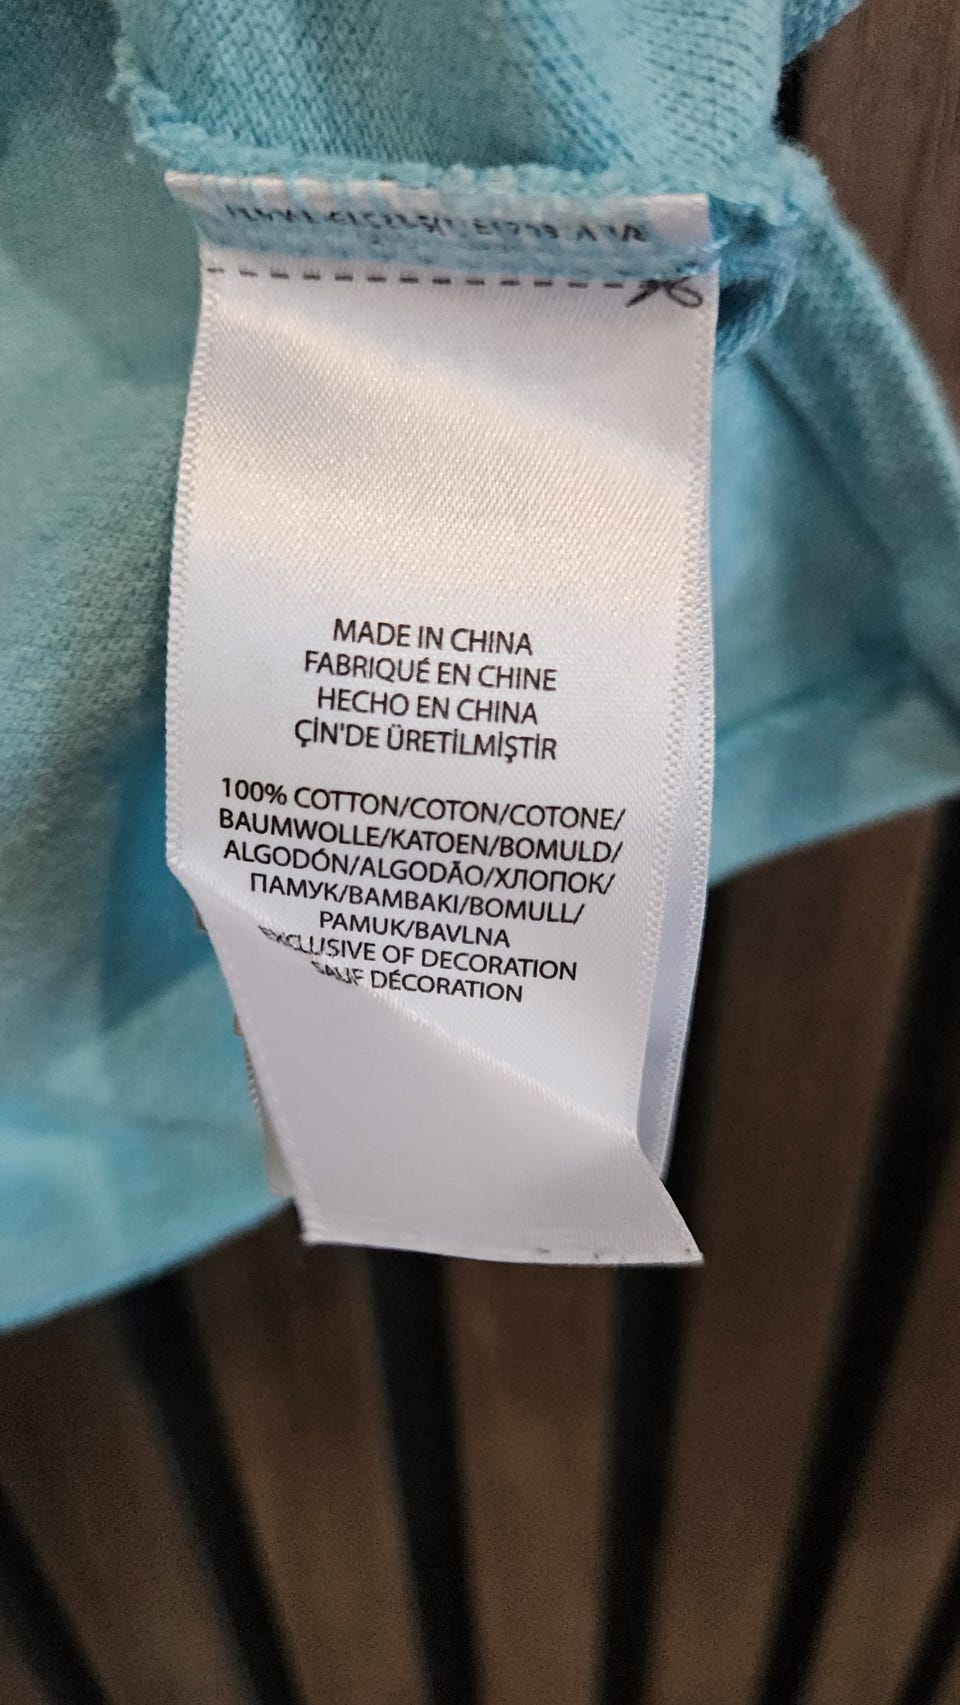 MADE IN CHINA
FABRIQUÉ EN CHINE
HECHO EN CHINA
ÇİN'DE ÜRETİLMİŞTİR
100% COTTON/COTON/COTONE/
BAUMWOLLE/KATOEN/BOMULD/
ALGODÓN/ALGODÃO/ХЛОПОК/
ПАМУК/BAMBAKI/BOMULL/
PAMUK/BAVLNA
EXCLUSIVE OF DECORATION
SAUF DÉCORATION